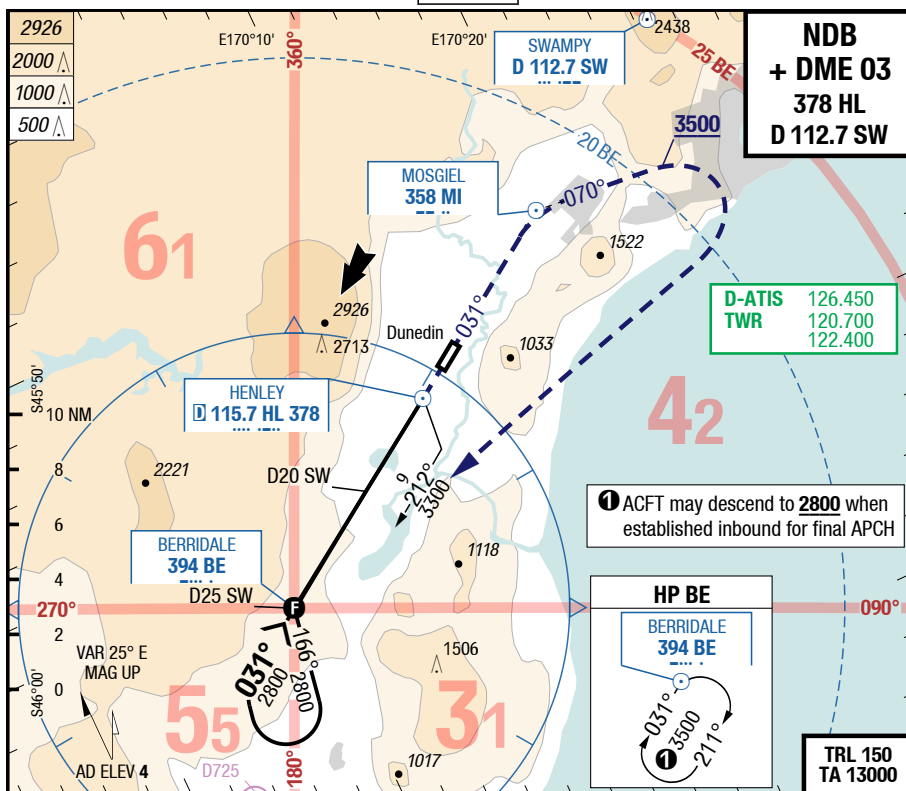 2926
2000
1000
500
E170°10'
E170°20'
360°
SWAMPY
D 112.7 SW
2438
25 BE
NDB
+ DME 03
378 HL
D 112.7 SW
20 BE
3500
MOSGIEL
358 MI
070°
61
1522
2926
2713
031°
Dunedin
1033
D-ATIS 126.450
TWR 120.700
122.400
HENLEY
D 115.7 HL 378
42
S45°50'
10 NM
8
6
4
2
0
S46°00'
2221
D20 SW
9
212°
3300
1 ACFT may descend to 2800 when
established inbound for final APCH
BERRIDALE
394 BE
1118
D25 SW
F
270°
090°
HP BE
BERRIDALE
394 BE
031°
1 3500
211°
VAR 25° E
MAG UP
031°
2800
166°
2800
1506
55
31
AD ELEV 4
D725
180°
1017
TRL 150
TA 13000